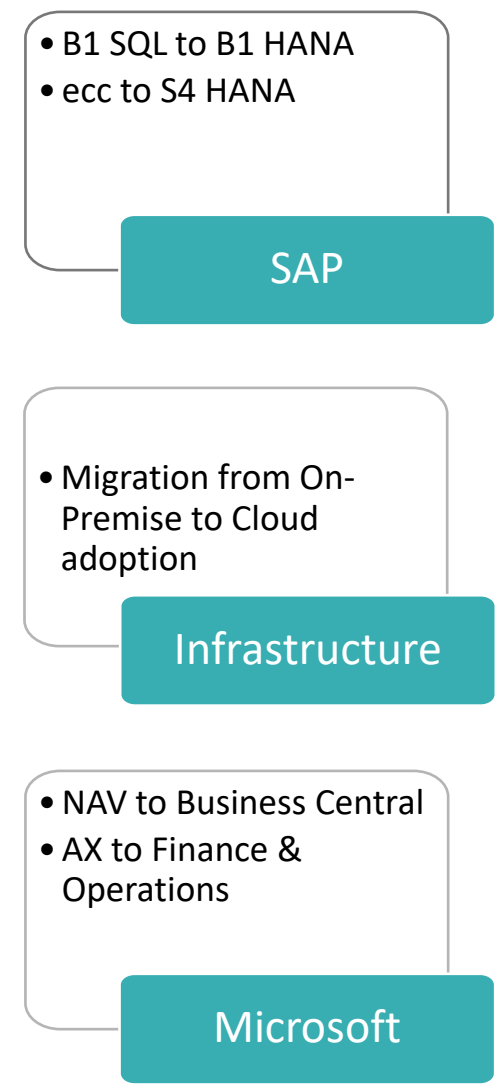 • B1 SQL to B1 HANA
• ecc to S4 HANA
SAP
• Migration from On-
Premise to Cloud
adoption
Infrastructure
• NAV to Business Central
• AX to Finance &
Operations
Microsoft